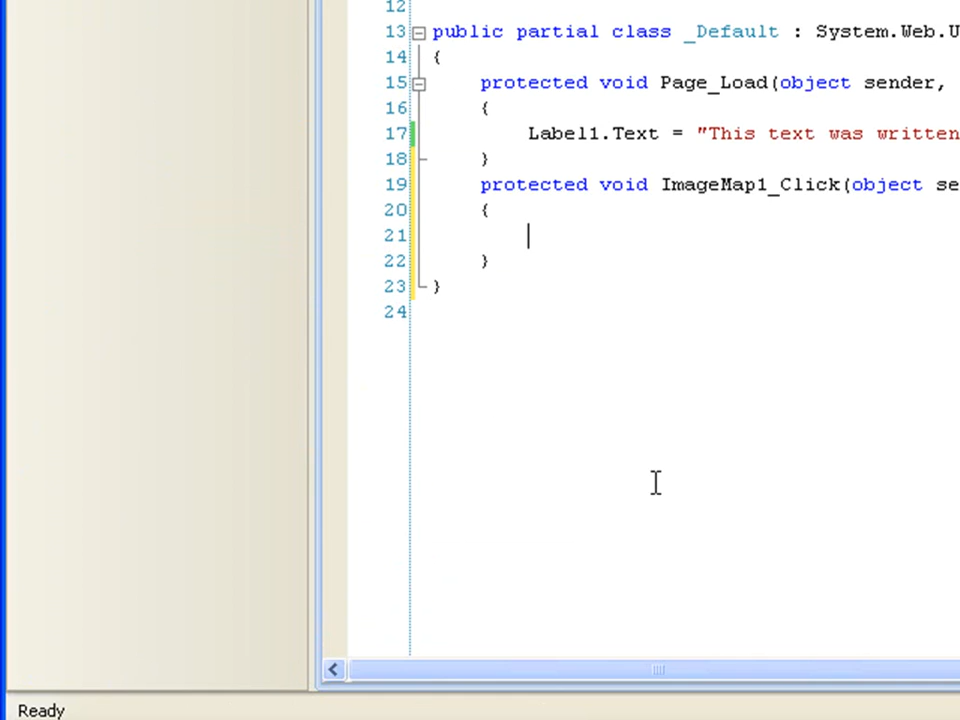 12
13 public partial class _Default : System.Web.U
14 {
15 protected void Page_Load(object sender,
16 {
17 Label1.Text = "This text was written
18 }
19 protected void ImageMap1_Click(object se
20 {
21
22 }
23 }
24
Ready